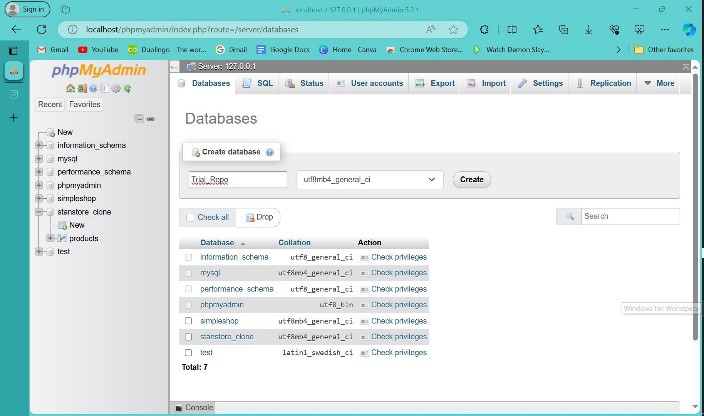 Sign in
localhost / 127.0.0.1 | phpMyAdmin 5.2.1
localhost/phpmyadmin/index.php?route=/server/databases
Gmail YouTube Duolingo The wor... Gmail Google Docs Home Canva Chrome Web Store... Watch Demon Slay... Other favorites
phpMyAdmin
Recent Favorites
New
information_schema
mysql
performance_schema
phpmyadmin
simpleshop
stanstore_clone
New
products
test
Server: 127.0.0.1
Databases SQL Status User accounts Export Import Settings Replication More
Databases
Create database
Trial_Repo utf8mb4_general_ci Create
Check all Drop Search
Database Collation Action
information_schema utf8_general_ci Check privileges
mysql utf8mb4_general_ci Check privileges
performance_schema utf8_general_ci Check privileges
phpmyadmin utf8_bin Check privileges
simpleshop utf8mb4_general_ci Check privileges
stanstore_clone utf8mb4_general_ci Check privileges
test latin1_swedish_ci Check privileges
Total: 7
Windows Ink Workspace
Console